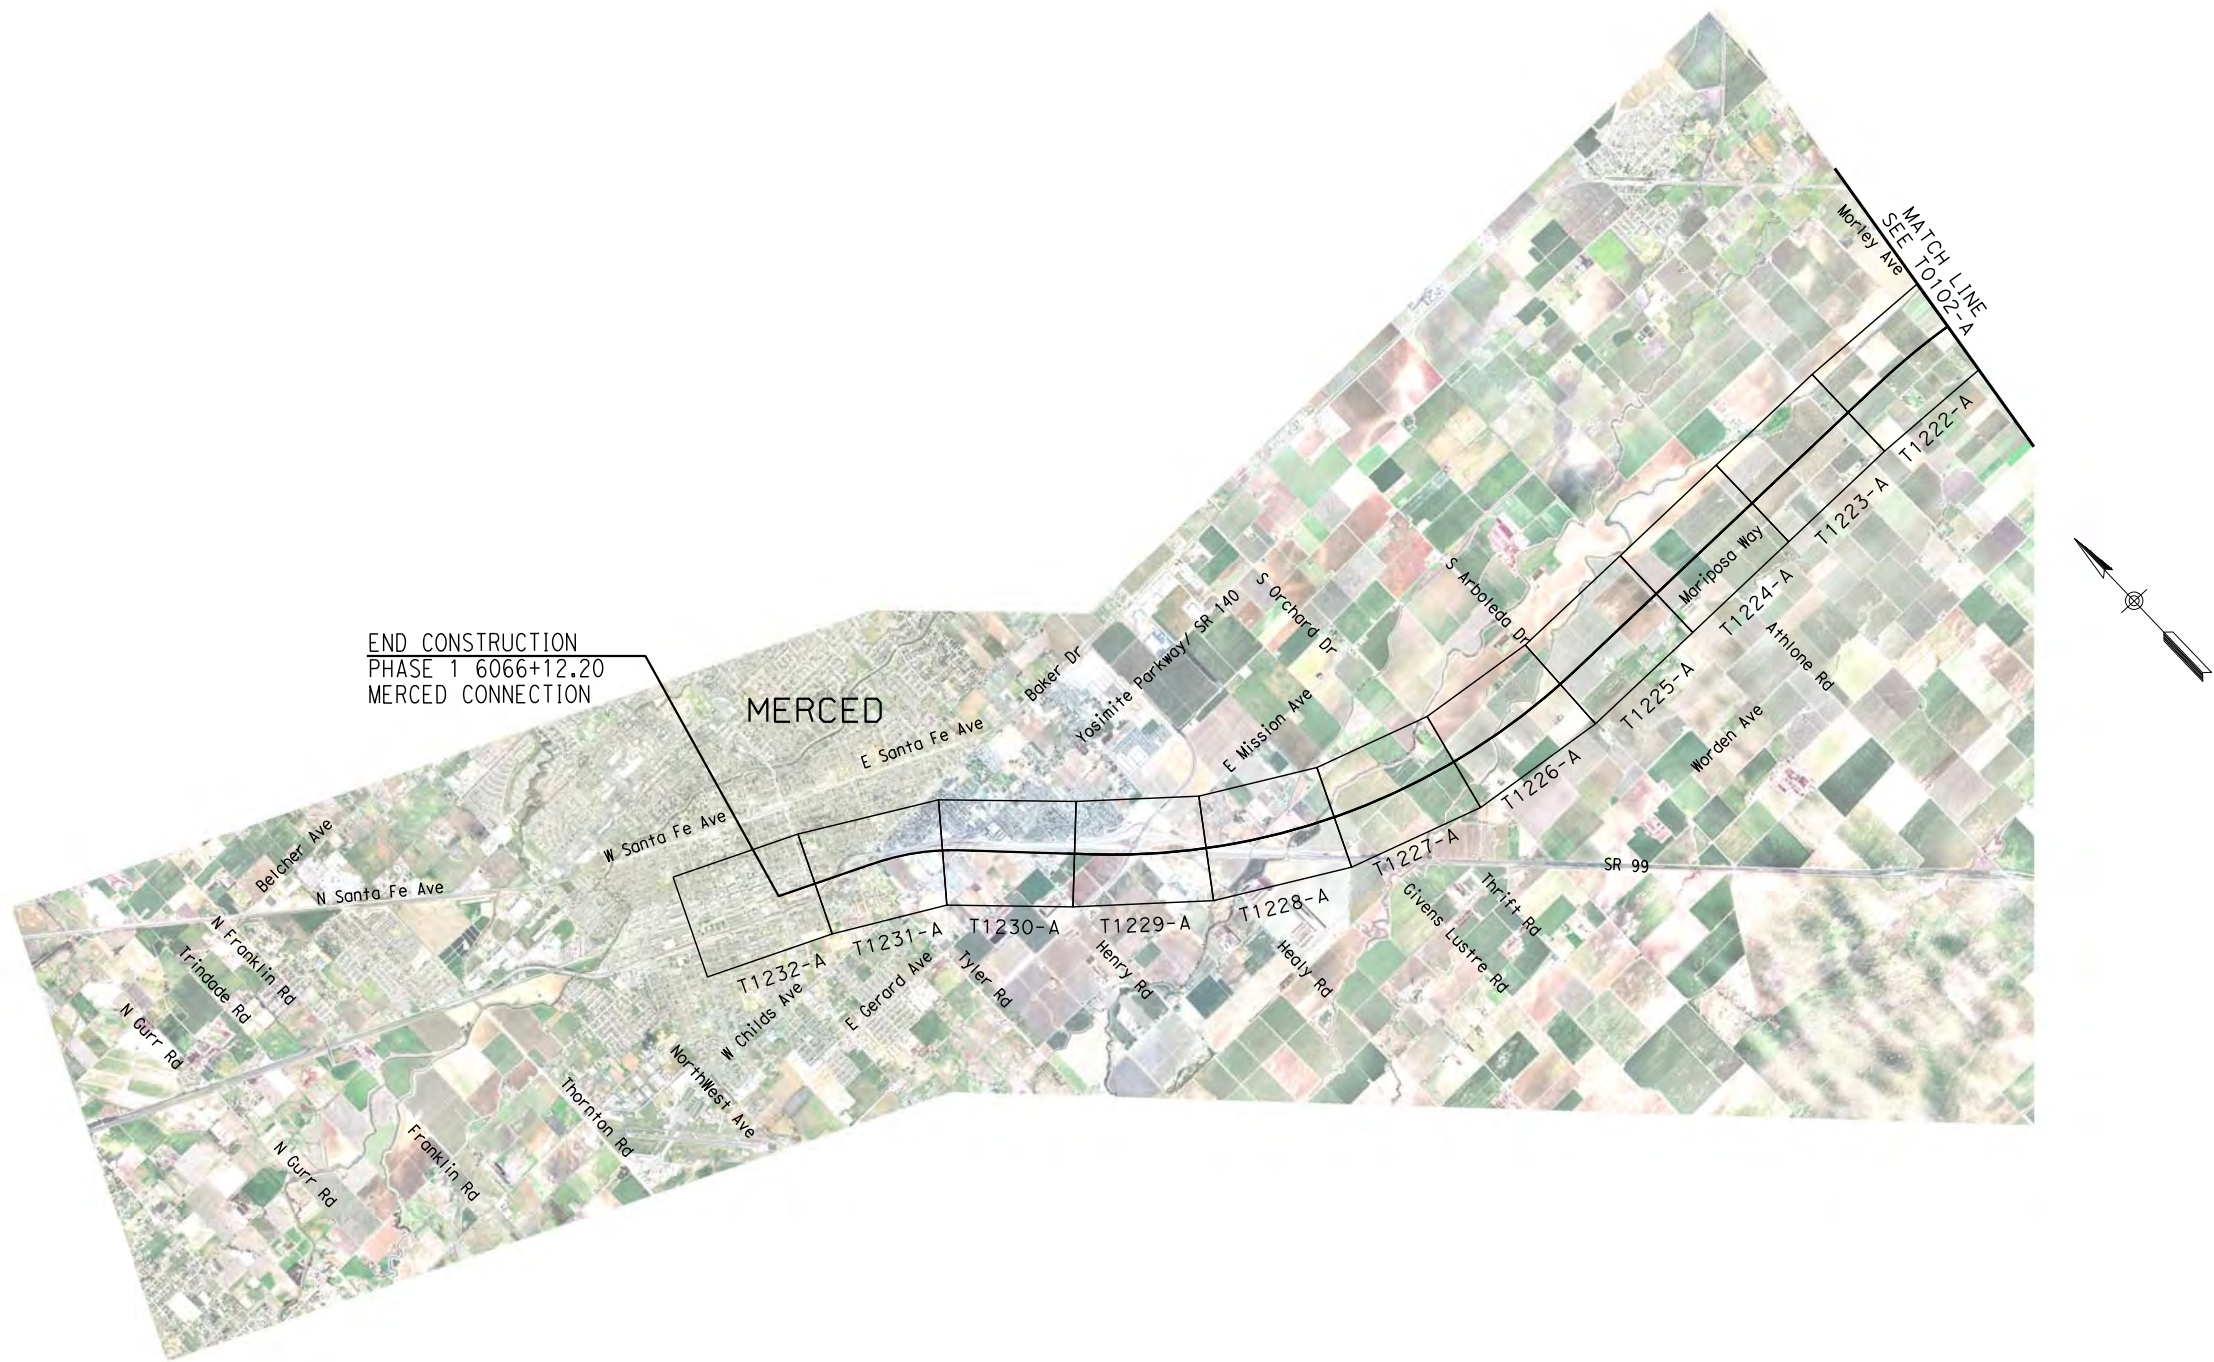 Morley Ave
MATCH LINE
SEE T0102-A
T1222-A
T1223-A
Mariposa Way
T1224-A
Athlone Rd
S Arboleda Dr
S Orchard Dr
Yosimite Parkway/ SR 140
T1225-A
Worden Ave
END CONSTRUCTION
PHASE 1 6066+12.20
MERCED CONNECTION
MERCED
Baker Dr
E Santa Fe Ave
E Mission Ave
T1226-A
W Santa Fe Ave
Belcher Ave
N Santa Fe Ave
T1227-A
SR 99
T1228-A
Givens Lustre Rd
Thrift Rd
T1229-A
T1230-A
T1231-A
T1232-A
N Franklin Rd
Trindade Rd
N Gurr Rd
W Childs Ave
E Gerard Ave
Tyler Rd
Henry Rd
Healy Rd
NorthWest Ave
Thornton Rd
Franklin Rd
N Gurr Rd